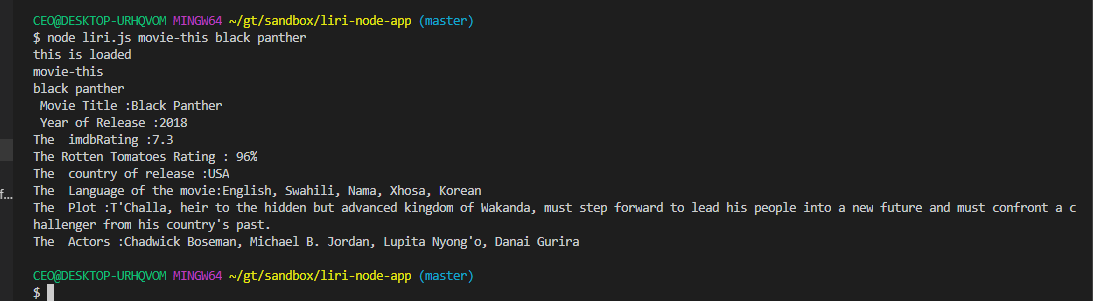 CEO@DESKTOP-URHQVOM MINGW64 ~/gt/sandbox/liri-node-app (master)
$ node liri.js movie-this black panther
this is loaded
movie-this
black panther
 Movie Title :Black Panther
 Year of Release :2018
The  imdbRating :7.3
The Rotten Tomatoes Rating : 96%
The  country of release :USA
The  Language of the movie:English, Swahili, Nama, Xhosa, Korean
f...
The  Plot :T'Challa, heir to the hidden but advanced kingdom of Wakanda, must step forward to lead his people into a new future and must confront a c
hallenger from his country's past.
The  Actors :Chadwick Boseman, Michael B. Jordan, Lupita Nyong'o, Danai Gurira
CEO@DESKTOP-URHQVOM MINGW64 ~/gt/sandbox/liri-node-app (master)
$